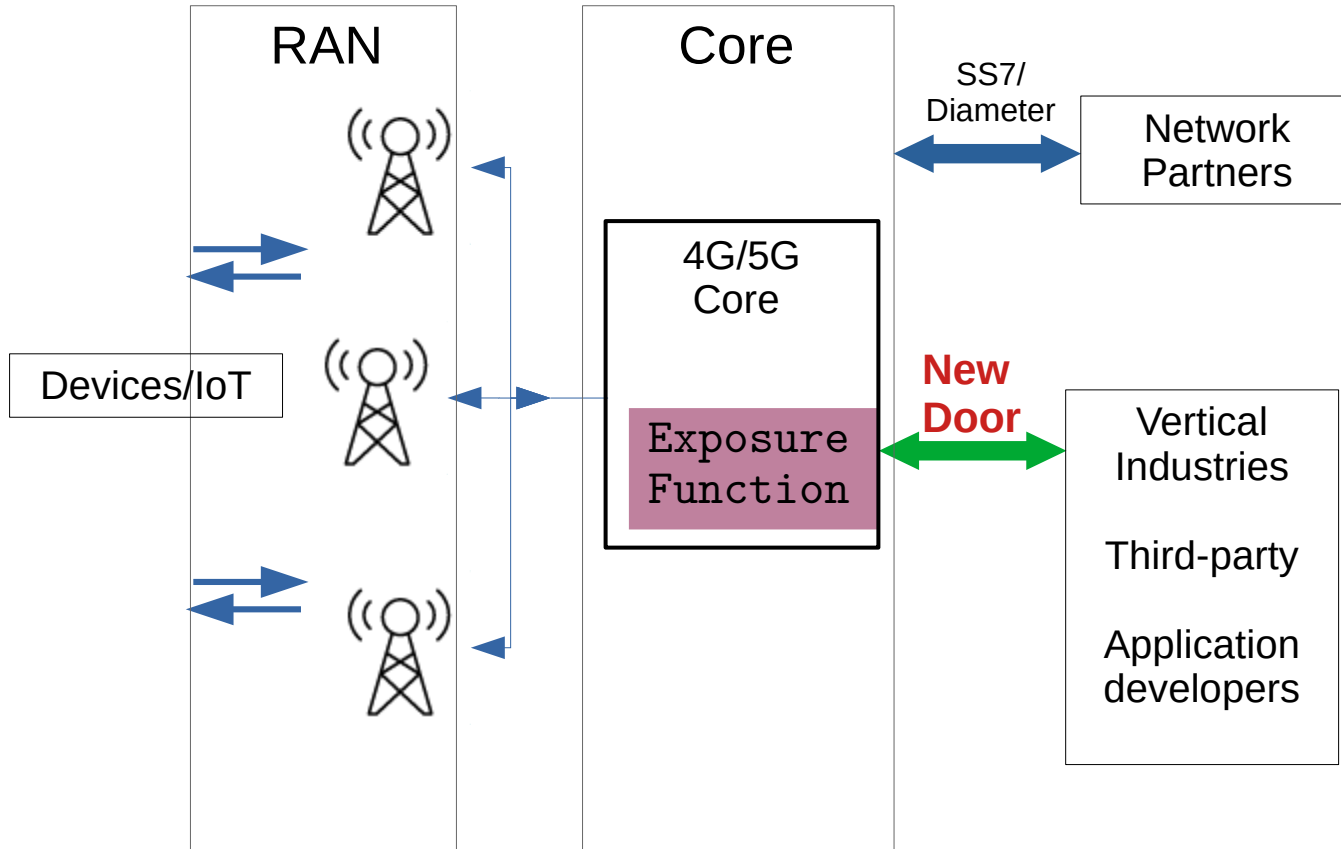 RAN
Core
SS7/
Diameter
Network
Partners
4G/5G
Core
Devices/IoT
New
Door
Exposure
Function
Vertical
Industries
Third-party
Application
developers